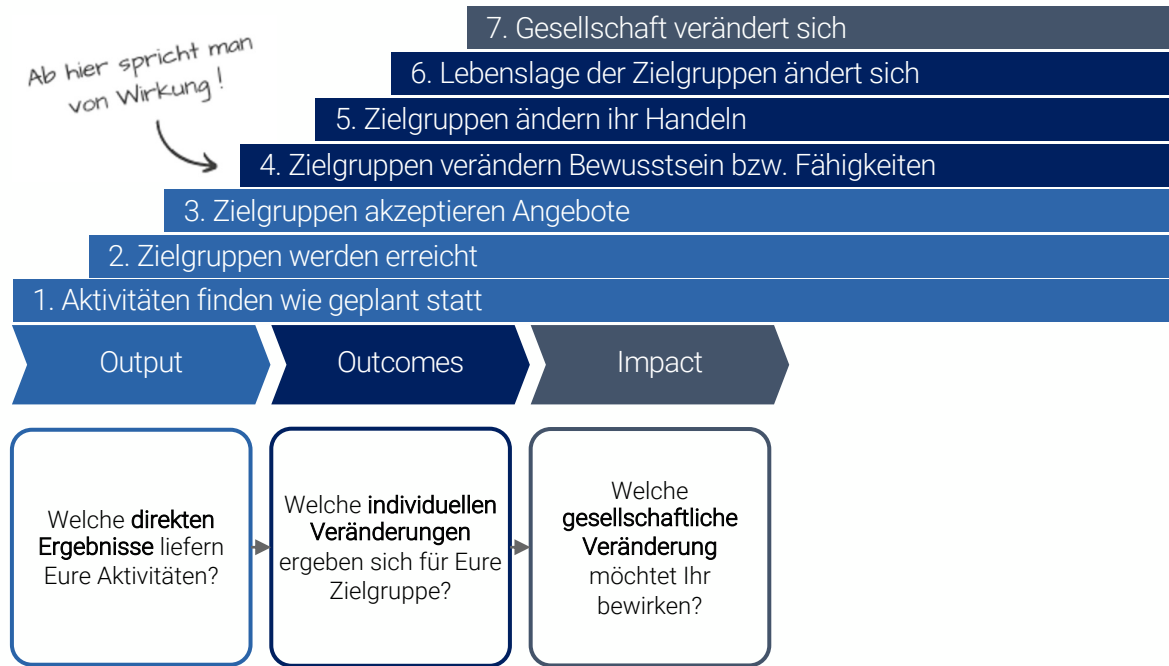 7. Gesellschaft verändert sich
Ab hier spricht man
von Wirkung!
6. Lebenslage der Zielgruppen ändert sich
5. Zielgruppen ändern ihr Handeln
4. Zielgruppen verändern Bewusstsein bzw. Fähigkeiten
3. Zielgruppen akzeptieren Angebote
2. Zielgruppen werden erreicht
1. Aktivitäten finden wie geplant statt
Output
Outcomes
Impact
Welche direkten
Ergebnisse liefern
Eure Aktivitäten?
Welche individuellen
Veränderungen
ergeben sich für Eure
Zielgruppe?
Welche
gesellschaftliche
Veränderung
möchtet Ihr
bewirken?